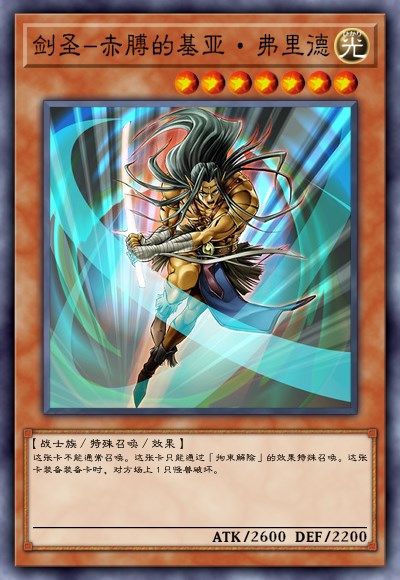 剑圣-赤膊的基亚·弗里德
光
ひかり
【战士族/特殊召唤/效果】
这张卡不能通常召唤。这张卡只能通过「拘束解除」的效果特殊召唤。这张
卡装备装备卡时,对方场上1只怪兽破坏。
ATK/2600 DEF/2200